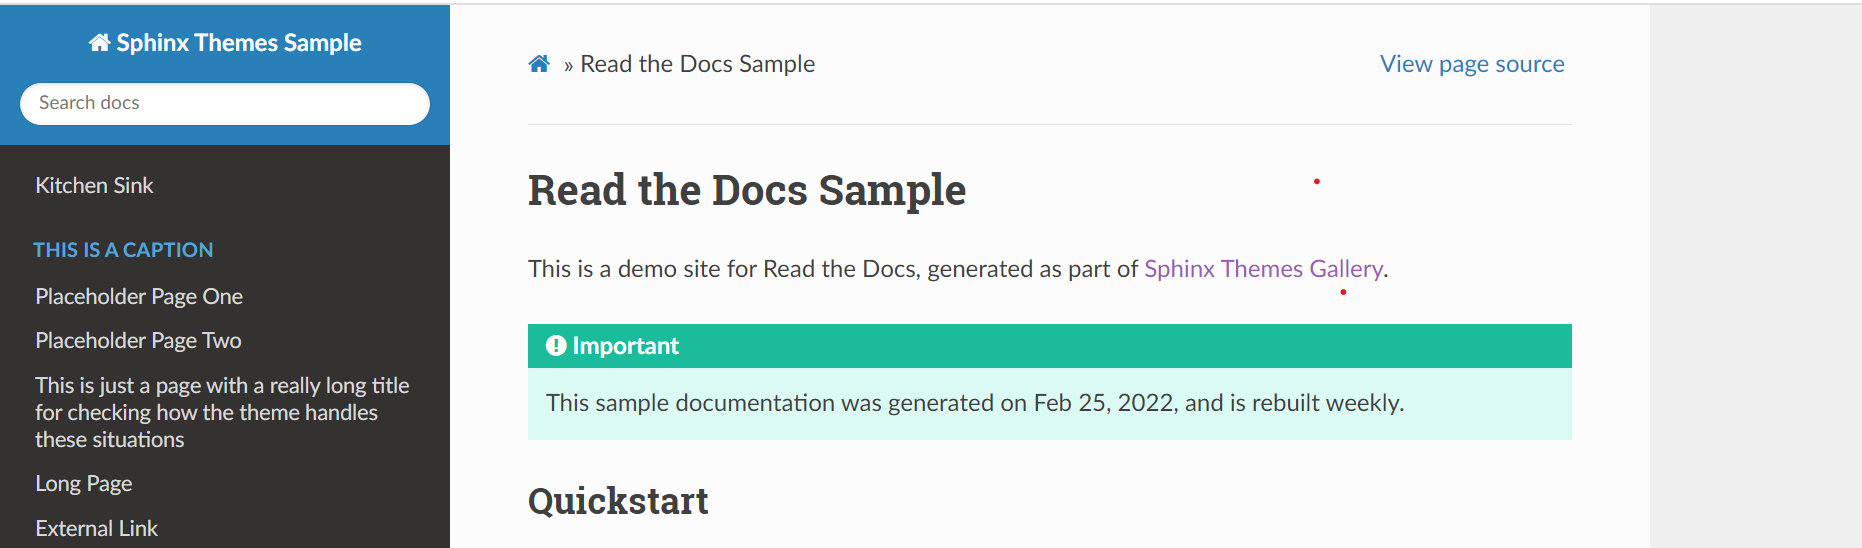 Sphinx Themes Sample
Search docs
Kitchen Sink
THIS IS A CAPTION
Placeholder Page One
Placeholder Page Two
This is just a page with a really long title
for checking how the theme handles
these situations
Long Page
External Link
» Read the Docs Sample
View page source
Read the Docs Sample
This is a demo site for Read the Docs, generated as part of Sphinx Themes Gallery.
Important
This sample documentation was generated on Feb 25, 2022, and is rebuilt weekly.
Quickstart